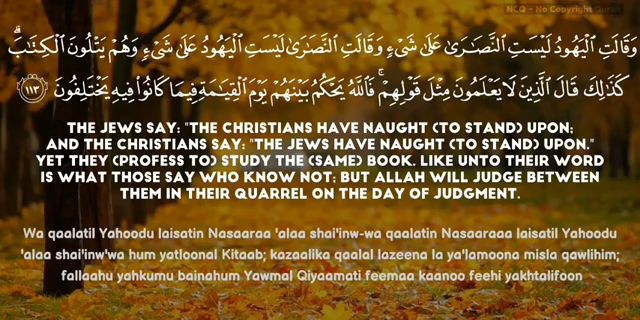 NCQ - No Copyright Quran
وَقَالَتِ ٱلْيَهُودُ لَيْسَتِ ٱلنَّصَـٰرَىٰ عَلَىٰ شَىْءٍ وَقَالَتِ ٱلنَّصَـٰرَىٰ لَيْسَتِ ٱلْيَهُودُ عَلَىٰ شَىْءٍ وَهُمْ يَتْلُونَ ٱلْكِتَـٰبَ ۗ
كَذَٰلِكَ قَالَ ٱلَّذِينَ لَا يَعْلَمُونَ مِثْلَ قَوْلِهِمْ ۚ فَٱللَّهُ يَحْكُمُ بَيْنَهُمْ يَوْمَ ٱلْقِيَـٰمَةِ فِيمَا كَانُوا۟ فِيهِ يَخْتَلِفُونَ ١١٣
THE JEWS SAY: "THE CHRISTIANS HAVE NAUGHT (TO STAND) UPON;
AND THE CHRISTIANS SAY: "THE JEWS HAVE NAUGHT (TO STAND) UPON."
YET THEY (PROFESS TO) STUDY THE (SAME) BOOK. LIKE UNTO THEIR WORD
IS WHAT THOSE SAY WHO KNOW NOT; BUT ALLAH WILL JUDGE BETWEEN
THEM IN THEIR QUARREL ON THE DAY OF JUDGMENT.
Wa qaalatil Yahoodu laisatin Nasaaraa 'alaa shai'inw-wa qaalatin Nasaaraaa laisatil Yahoodu
'alaa shai'inw'wa hum yatloonal Kitaab; kazaalika qaalal lazeena la ya'lamoona misla qawlihim;
fallaahu yahkumu bainahum Yawmal Qiyaamati feemaa kaanoo feehi yakhtalifoon